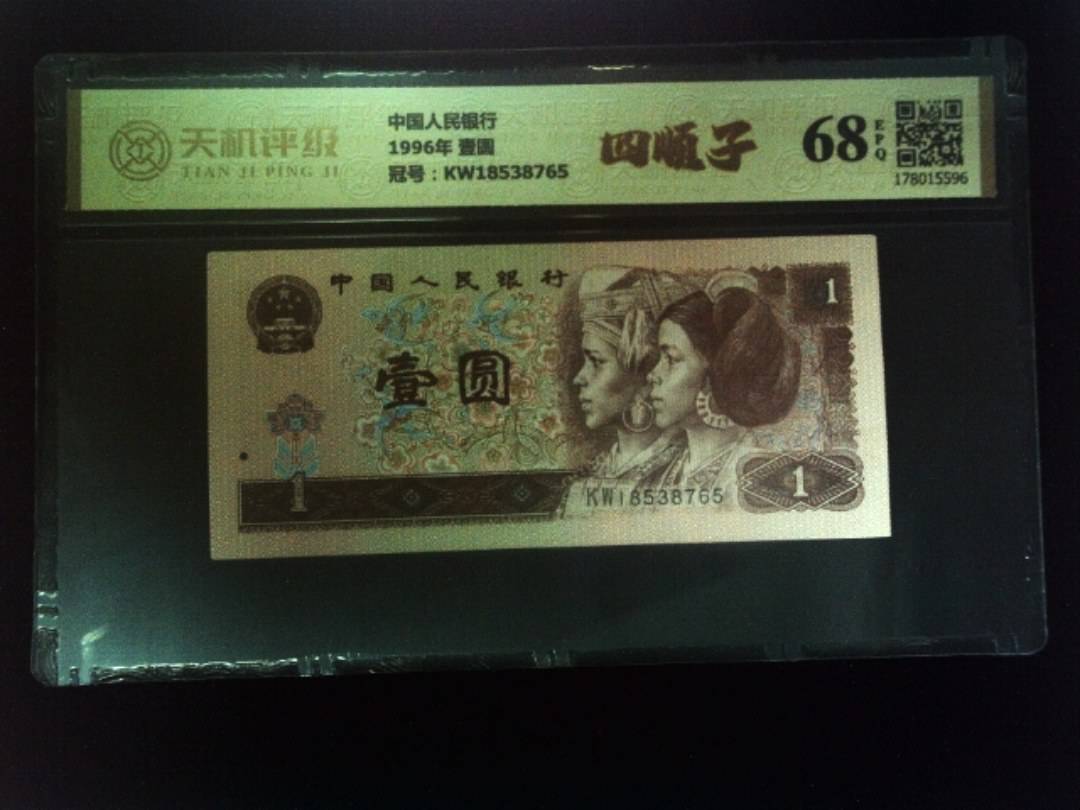 天机评级
TIAN JI PING JI
中国人民银行
1996年 壹圆
冠号：KW18538765
四顺子
68
EPQ
178015596
中国人民银行
1
壹圆
1
KW18538765
1